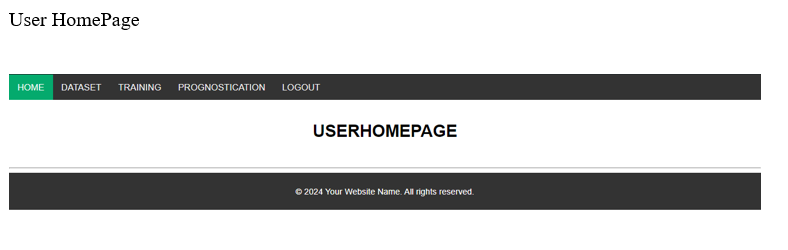 User HomePage
HOME DATASET TRAINING PROGNOSTICATION LOGOUT
USERHOMEPAGE
© 2024 Your Website Name. All rights reserved.